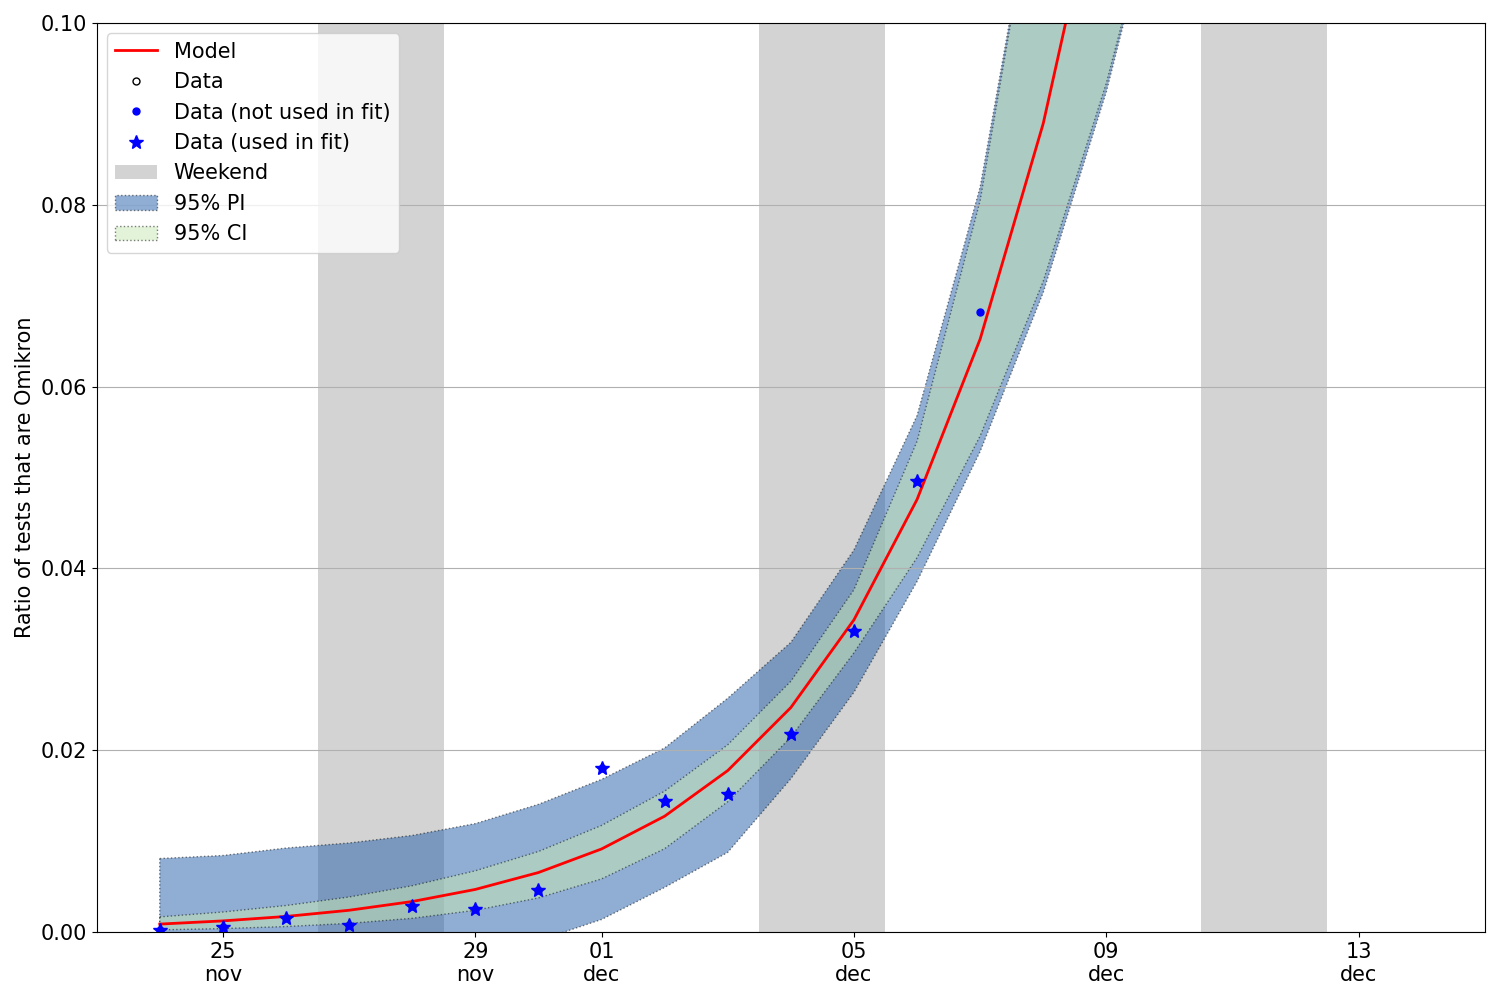 0.10
0.08
0.06
0.04
0.02
0.00
Ratio of tests that are Omikron
Model
Data
Data (not used in fit)
Data (used in fit)
Weekend
95% PI
95% CI
25
nov
29
nov
01
dec
05
dec
09
dec
13
dec